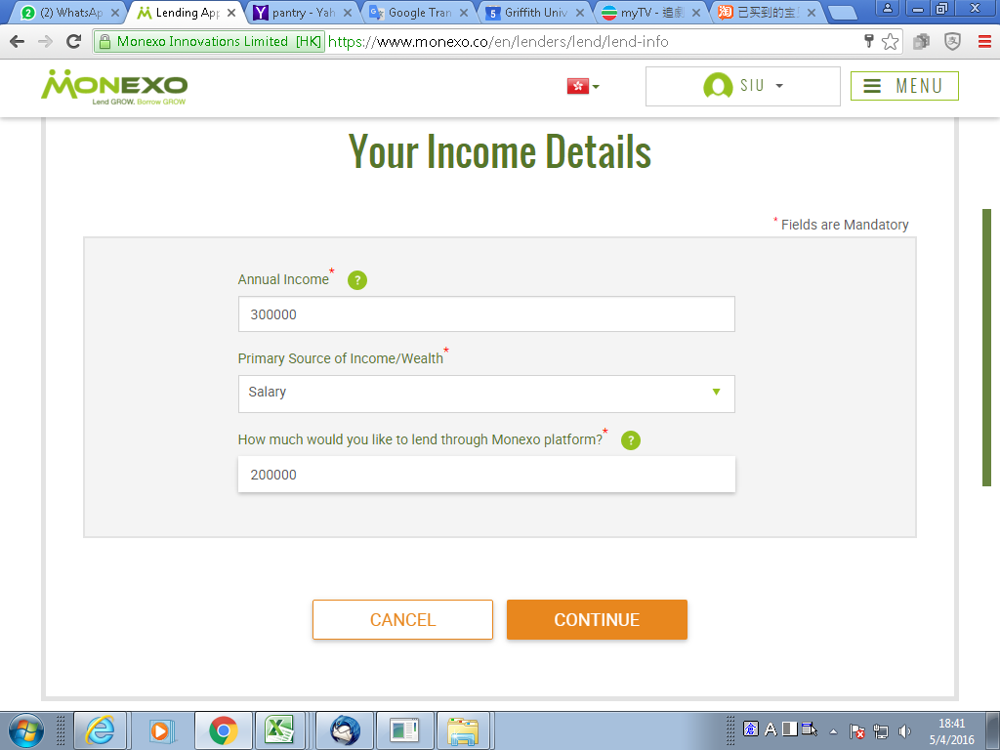 (2) WhatsAp
Lending App
pantry - Yah
Google Tran
5 Griffith Univ
myTV - 追劇
淘 已买到的宝
Monexo Innovations Limited [HK] https://www.monexo.co/en/lenders/lend/lend-info
MONEXO
Lend GROW. Borrow GROW
SIU
MENU
Your Income Details
* Fields are Mandatory
Annual Income* ?
300000
Primary Source of Income/Wealth*
Salary
How much would you like to lend through Monexo platform?* ?
200000
CANCEL
CONTINUE
18:41
5/4/2016